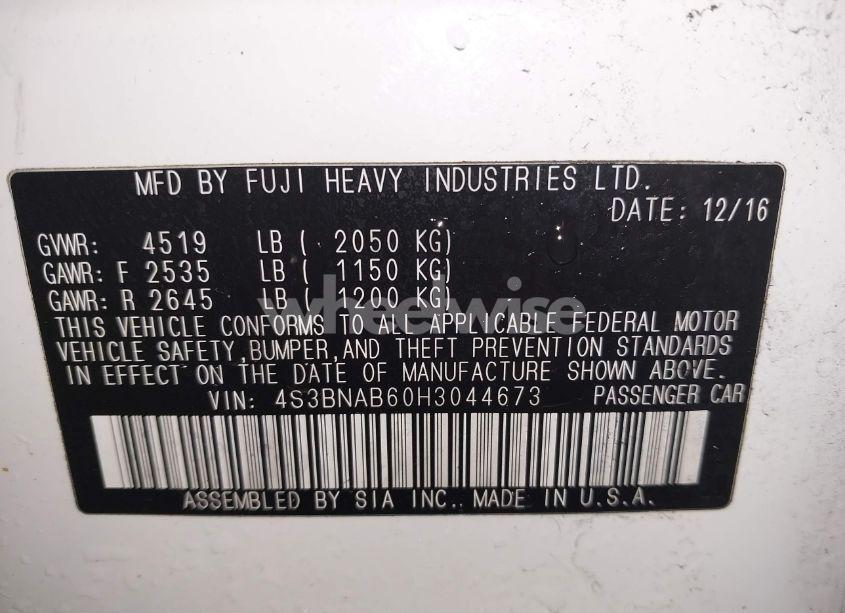 MFD BY FUJI HEAVY INDUSTRIES LTD.
DATE: 12/16
GVWR: 4519 LB ( 2050 KG)
GAWR: F 2535 LB ( 1150 KG)
GAWR: R 2645 LB ( 1200 KG)
wheelwise
THIS VEHICLE CONFORMS TO ALL APPLICABLE FEDERAL MOTOR
VEHICLE SAFETY,BUMPER,AND THEFT PREVENTION STANDARDS
IN EFFECT ON THE DATE OF MANUFACTURE SHOWN ABOVE.
VIN: 4S3BNAB60H3044673 PASSENGER CAR
ASSEMBLED BY SIA INC.. MADE IN U.S.A.